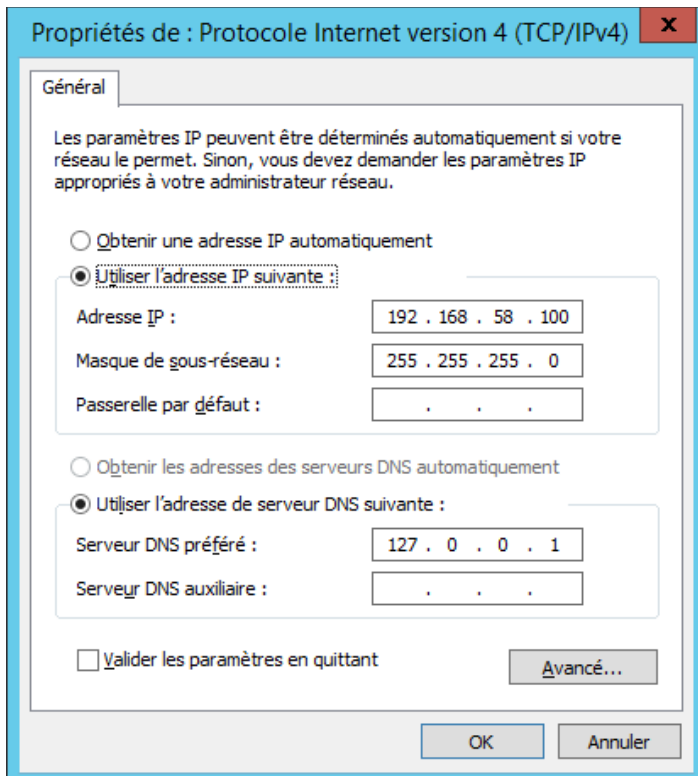 Propriétés de : Protocole Internet version 4 (TCP/IPv4) x
Général
Les paramètres IP peuvent être déterminés automatiquement si votre
réseau le permet. Sinon, vous devez demander les paramètres IP
appropriés à votre administrateur réseau.
Obtenir une adresse IP automatiquement
Utiliser l'adresse IP suivante :
Adresse IP : 192 . 168 . 58 . 100
Masque de sous-réseau : 255 . 255 . 255 . 0
Passerelle par défaut : . . .
Obtenir les adresses des serveurs DNS automatiquement
Utiliser l'adresse de serveur DNS suivante :
Serveur DNS préféré : 127 . 0 . 0 . 1
Serveur DNS auxiliaire : . . .
Valider les paramètres en quittant
Avancé...
OK Annuler